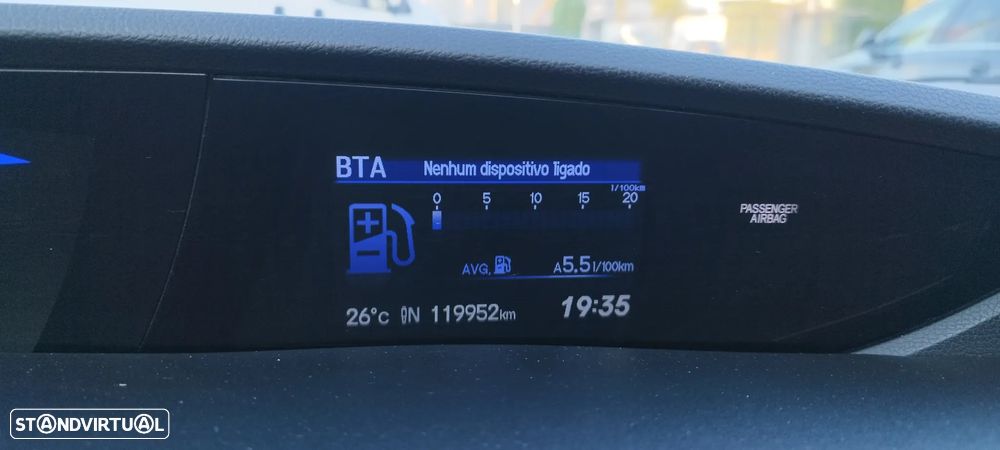 BTA Nenhum dispositivo ligado
l/100km
0 5 10 15 20
AVG. A5.5 l/100km
26°c N 119952km 19:35
PASSENGER
AIRBAG
STANDVIRTUAL